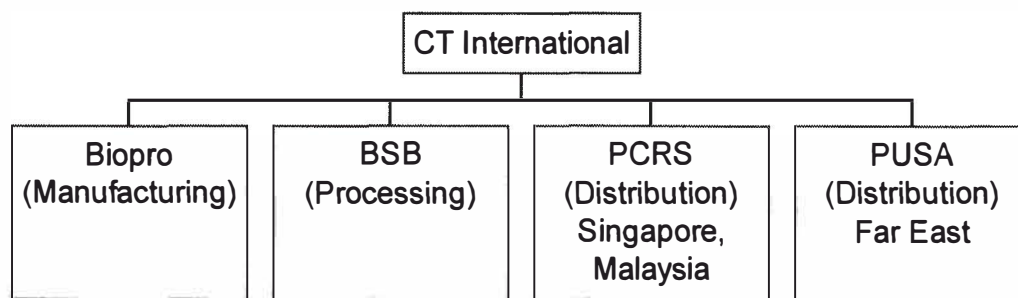 CT International
Biopro
(Manufacturing)
BSB
(Processing)
PCRS
(Distribution)
Singapore,
Malaysia
PUSA
(Distribution)
Far East